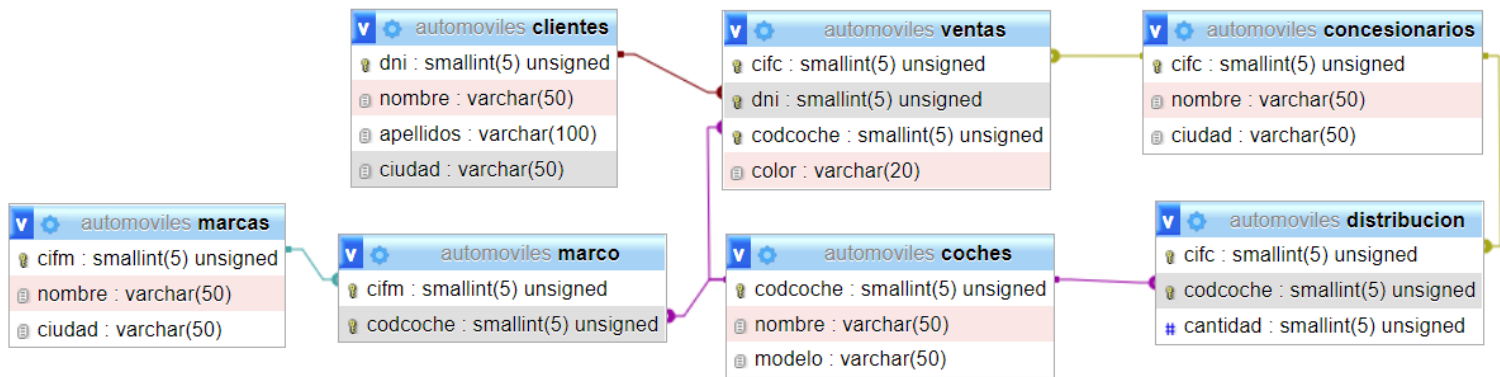 v automoviles clientes
dni : smallint(5) unsigned
nombre : varchar(50)
apellidos : varchar(100)
ciudad : varchar(50)
v automoviles ventas
cifc : smallint(5) unsigned
dni : smallint(5) unsigned
codcoche : smallint(5) unsigned
color : varchar(20)
v automoviles concesionarios
cifc : smallint(5) unsigned
nombre : varchar(50)
ciudad : varchar(50)
v automoviles marcas
cifm : smallint(5) unsigned
nombre : varchar(50)
ciudad : varchar(50)
v automoviles marco
cifm : smallint(5) unsigned
codcoche : smallint(5) unsigned
v automoviles coches
codcoche : smallint(5) unsigned
nombre : varchar(50)
modelo : varchar(50)
v automoviles distribucion
cifc : smallint(5) unsigned
codcoche : smallint(5) unsigned
# cantidad : smallint(5) unsigned